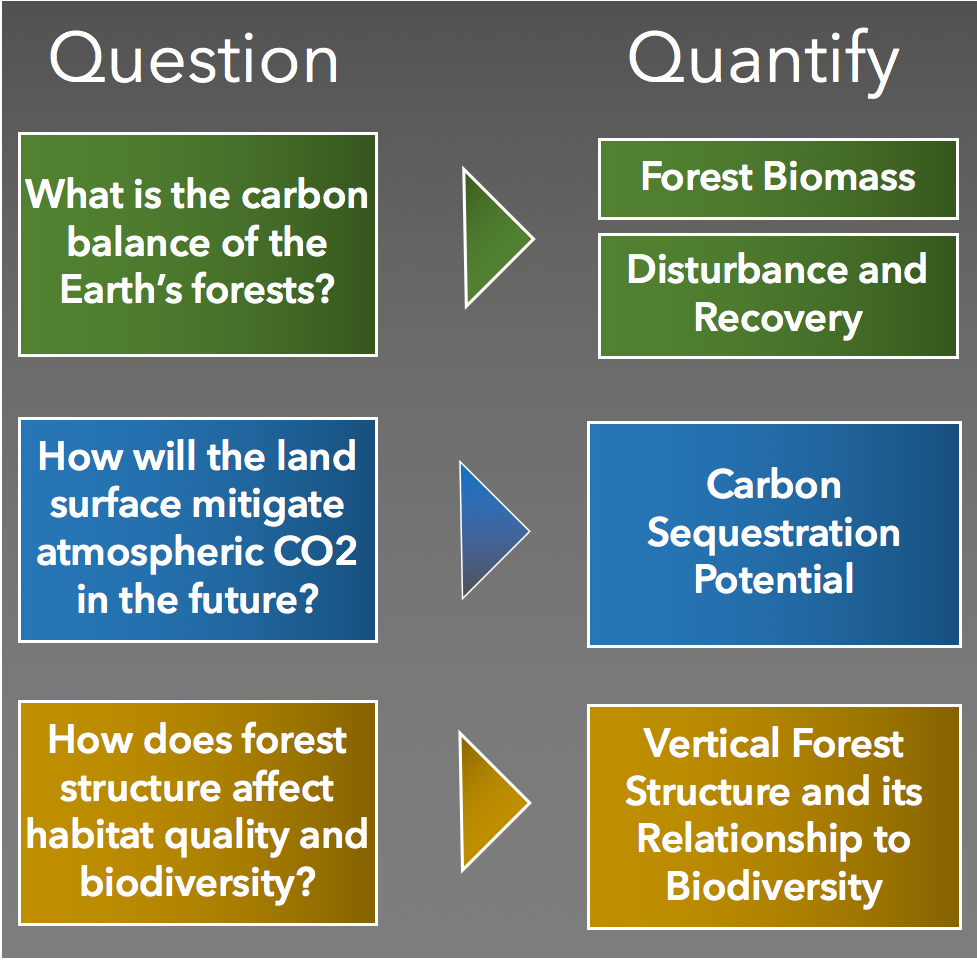 Question
Quantify
What is the carbon
balance of the
Earth’s forests?
Forest Biomass
Disturbance and
Recovery
How will the land
surface mitigate
atmospheric CO2
in the future?
Carbon
Sequestration
Potential
How does forest
structure affect
habitat quality and
biodiversity?
Vertical Forest
Structure and its
Relationship to
Biodiversity